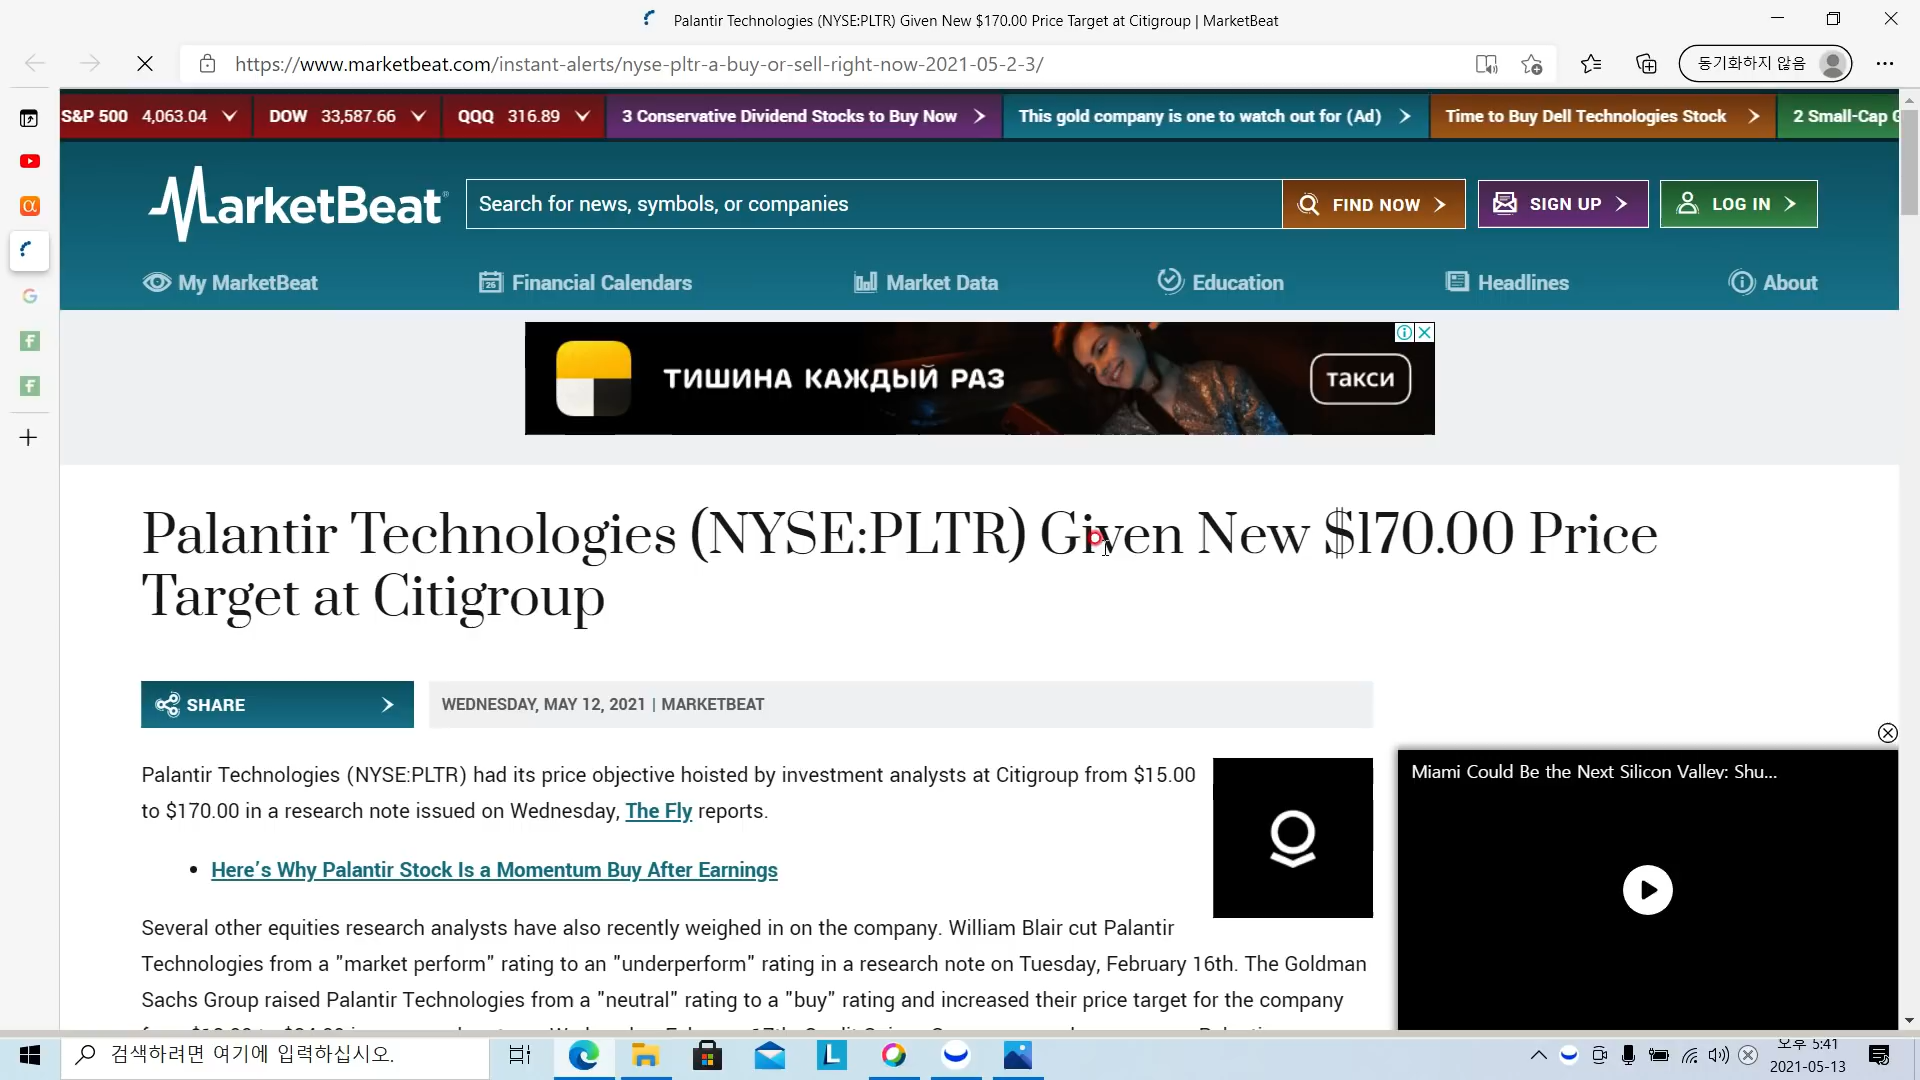 Palantir Technologies (NYSE:PLTR) Given New $170.00 Price Target at Citigroup | MarketBeat
https://www.marketbeat.com/instant-alerts/nyse-pltr-a-buy-or-sell-right-now-2021-05-2-3/
동기화하지 않음
S&P 500 4,063.04 DOW 33,587.66 QQQ 316.89 3 Conservative Dividend Stocks to Buy Now This gold company is one to watch out for (Ad) Time to Buy Dell Technologies Stock 2 Small-Cap
MarketBeat
Search for news, symbols, or companies
FIND NOW
SIGN UP
LOG IN
My MarketBeat Financial Calendars Market Data Education Headlines About
ТИШИНА КАЖДЫЙ РАЗ
такси
Palantir Technologies (NYSE:PLTR) Given New $170.00 Price
Target at Citigroup
SHARE
WEDNESDAY, MAY 12, 2021 | MARKETBEAT
Palantir Technologies (NYSE:PLTR) had its price objective hoisted by investment analysts at Citigroup from $15.00
to $170.00 in a research note issued on Wednesday, The Fly reports.
• Here's Why Palantir Stock Is a Momentum Buy After Earnings
Several other equities research analysts have also recently weighed in on the company. William Blair cut Palantir
Technologies from a "market perform" rating to an "underperform" rating in a research note on Tuesday, February 16th. The Goldman
Sachs Group raised Palantir Technologies from a "neutral" rating to a "buy" rating and increased their price target for the company
Miami Could Be the Next Silicon Valley: Shu...
검색하려면 여기에 입력하십시오.
오후 5:41
2021-05-13